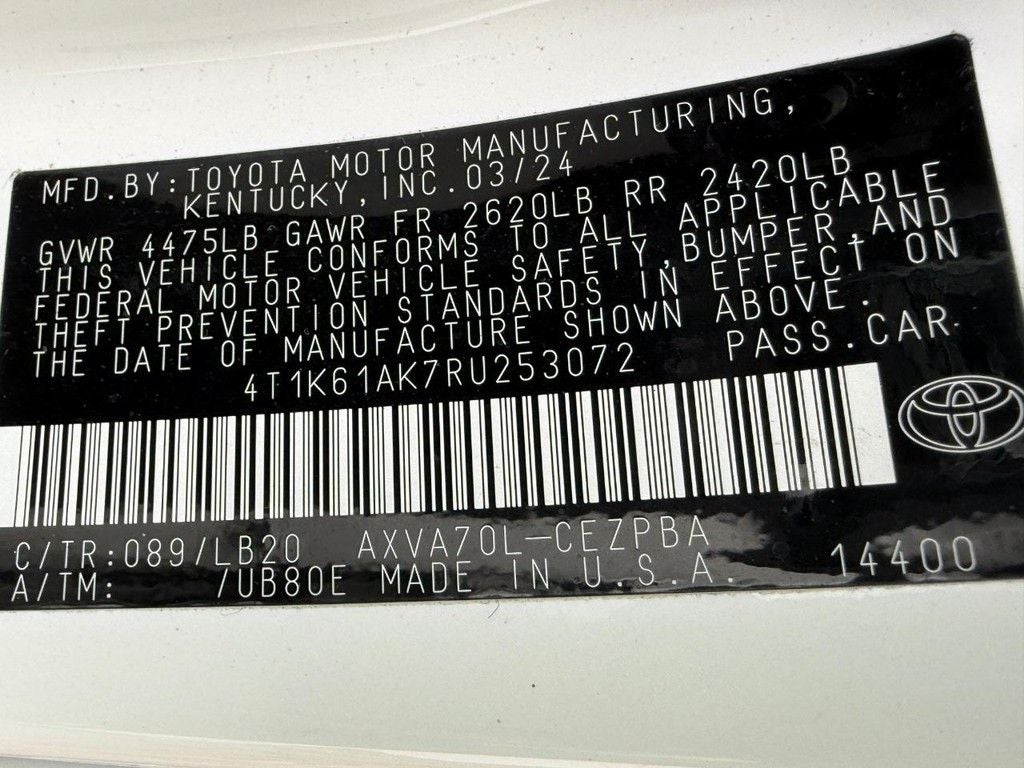 MFD.BY:TOYOTA MOTOR MANUFACTURING,
KENTUCKY,INC.03/24
GVWR 4475LB GAWR FR 2620LB RR 2420LB
THIS VEHICLE CONFORMS TO ALL APPLICABLE
FEDERAL MOTOR VEHICLE SAFETY,BUMPER,AND
THEFT PREVENTION STANDARDS IN EFFECT ON
THE DATE OF MANUFACTURE SHOWN ABOVE.
4T1K61AK7RU253072 PASS.CAR
C/TR:089/LB20 AXVA70L-CEZPBA
A/TM: /UB80E MADE IN U.S.A. 14400